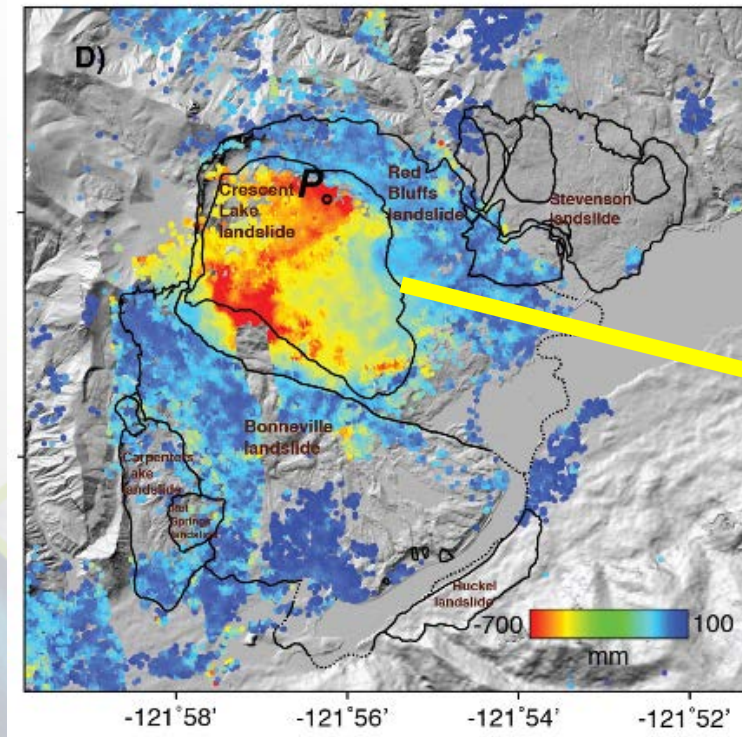 D)
Crescent
Lake
landslide
P
Red
Bluffs
landslide
Stevenson
landslide
Bonneville
landslide
Carpenters
Lake
landslide
Springs
landslide
Ruckel
landslide
-700
100
mm
-121˚58'
-121˚56'
-121˚54'
-121˚52'